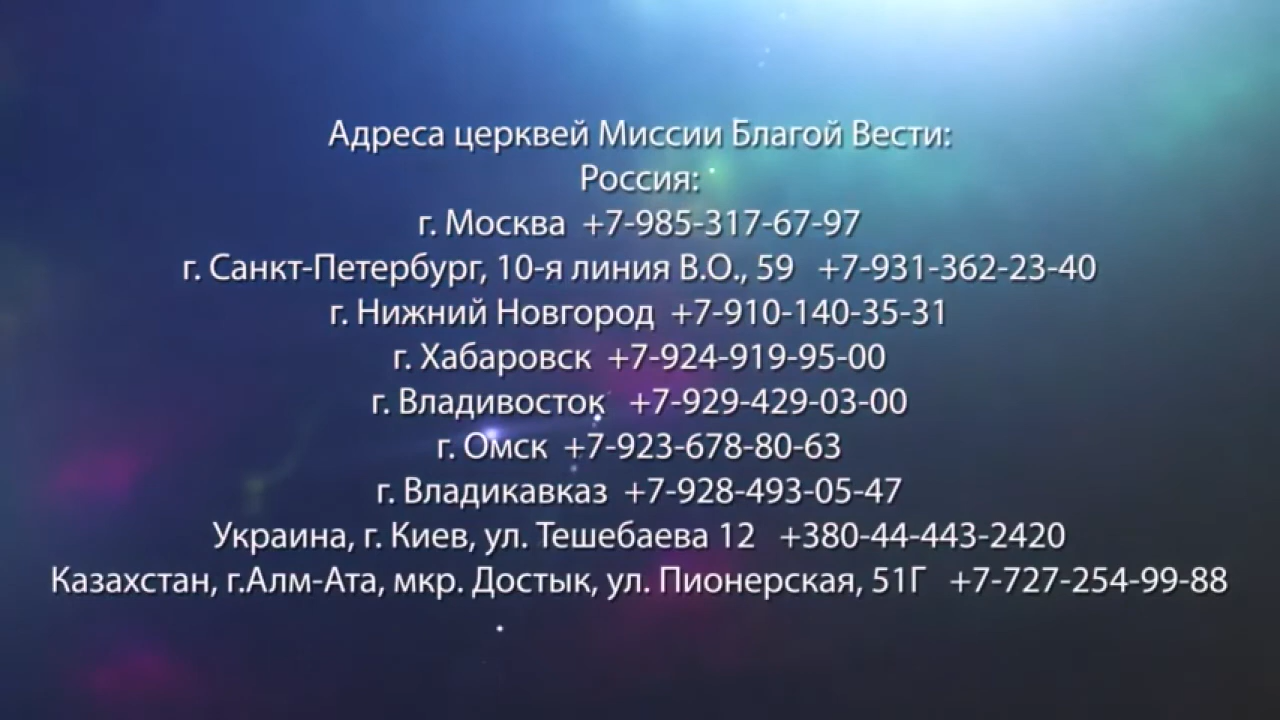 Адреса церквей Миссии Благой Вести:
Россия:
г. Москва +7-985-317-67-97
г. Санкт-Петербург, 10-я линия В.О., 59 +7-931-362-23-40
г. Нижний Новгород +7-910-140-35-31
г. Хабаровск +7-924-919-95-00
г. Владивосток +7-929-429-03-00
г. Омск +7-923-678-80-63
г. Владикавказ +7-928-493-05-47
Украина, г. Киев, ул. Тешебаева 12 +380-44-443-2420
Казахстан, г.Алм-Ата, мкр. Достык, ул. Пионерская, 51Г +7-727-254-99-88